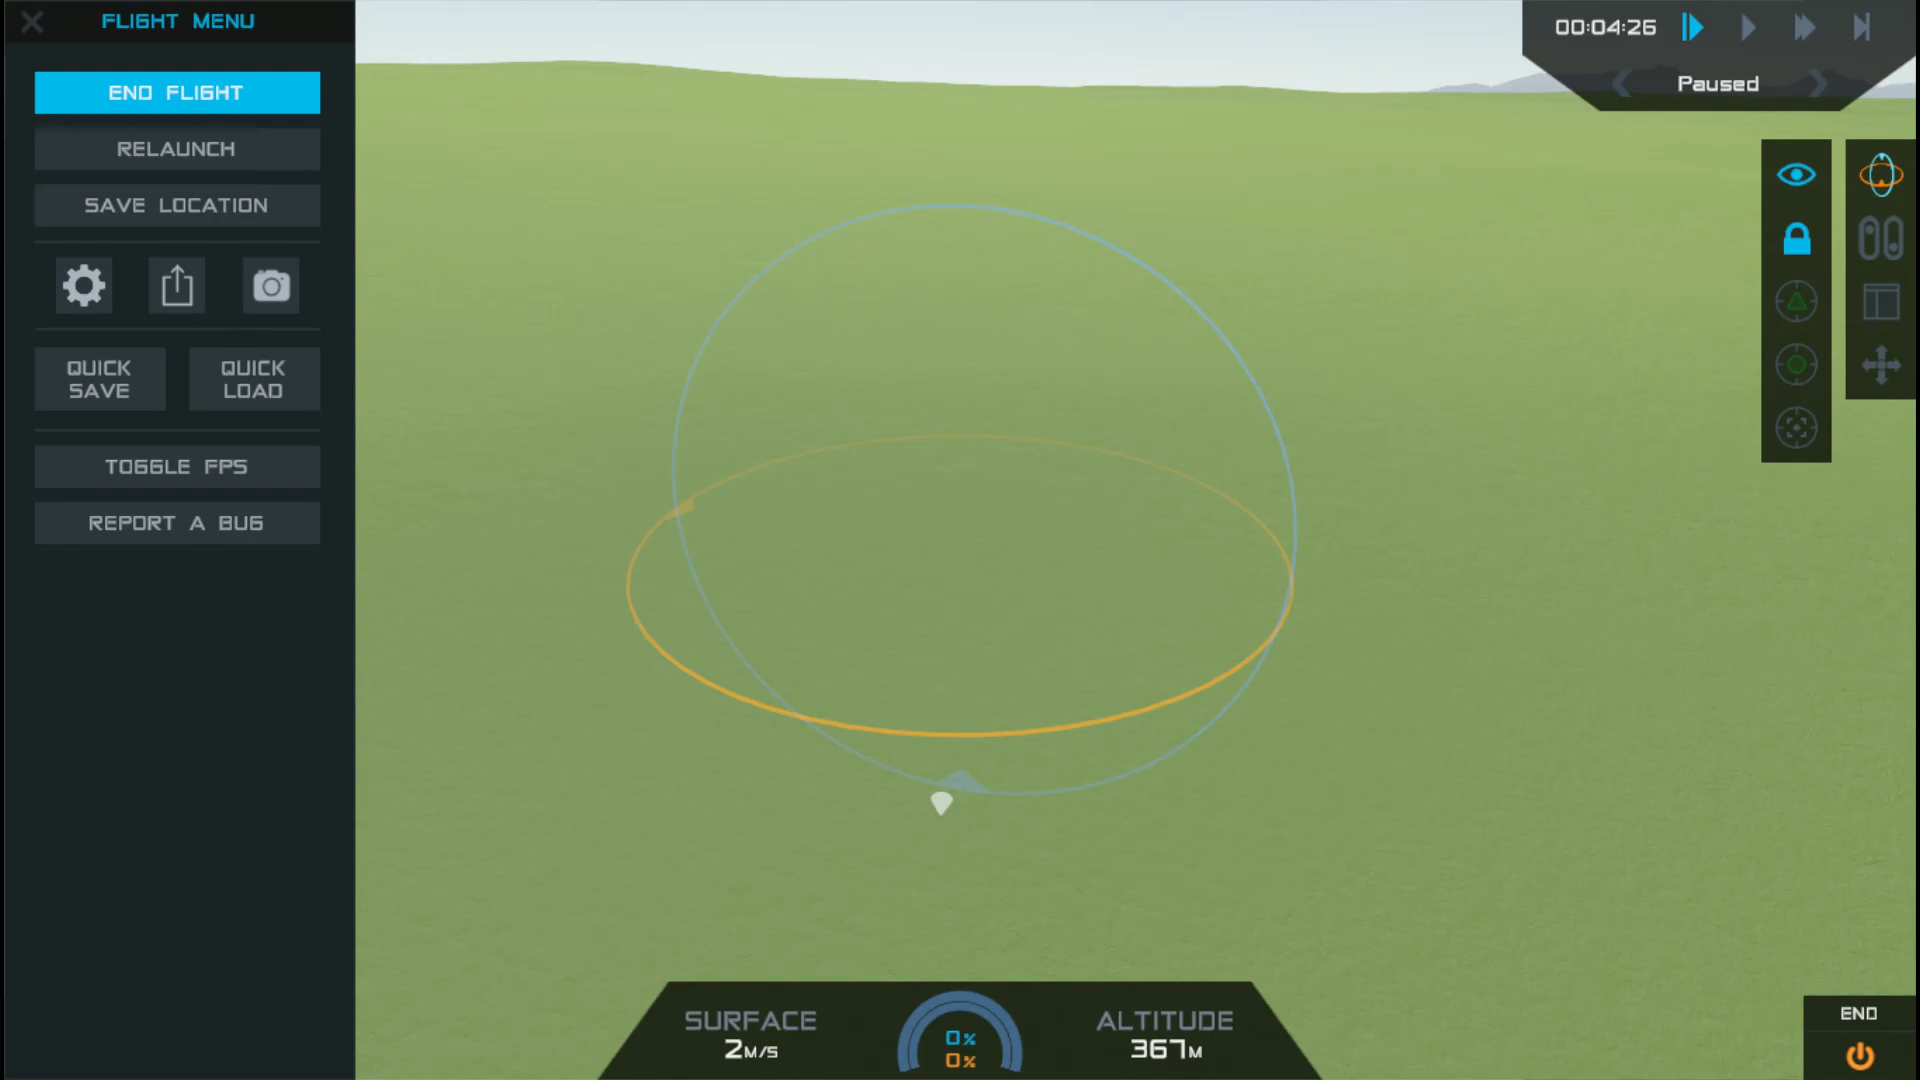 FLIGHT MENU
END FLIGHT
RELAUNCH
SAVE LOCATION
QUICK SAVE
QUICK LOAD
TOGGLE FPS
REPORT A BUG
00:04:26
Paused
SURFACE
2M/S
0%
0%
ALTITUDE
367M
END